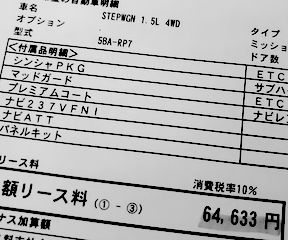 の自動車明細
車名 STEPWGN 1.5L 4WD
オプション
型式 5BA-RP7
タイプ
ミッショ
ドア数
<付属品明細>
シンシャPKG
マッドガード
プレミアムコート
ナビ237VFNI
ナビATT
パネルキット
ETC
サブハ
ETC
ナビレ
リース料
消費税率10%
額リース料(①-③) 64,633 円
ナス加算額